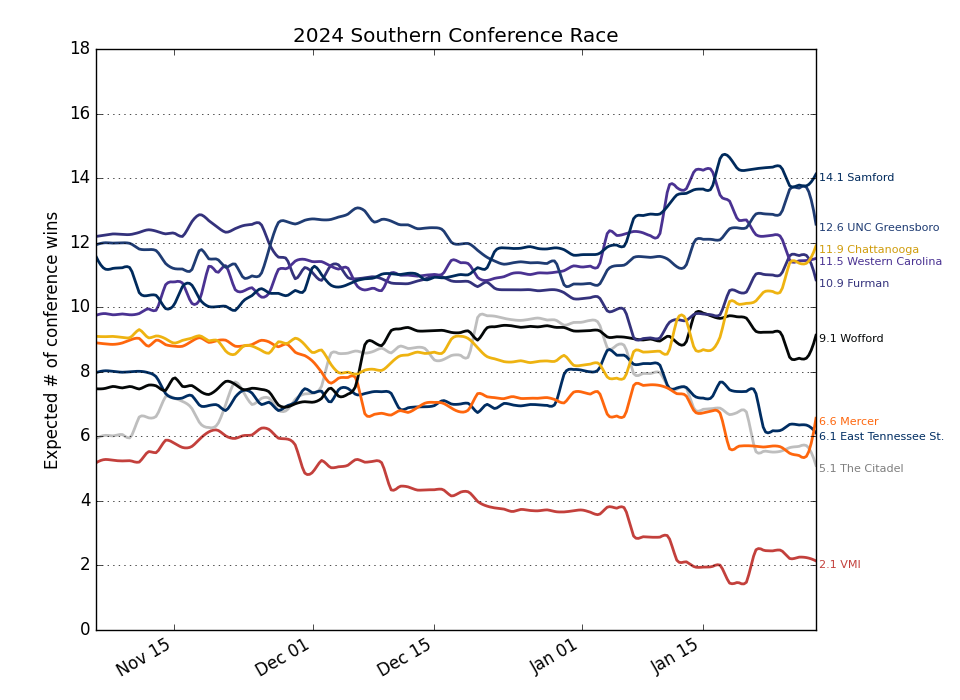 2024 Southern Conference Race
Expected # of conference wins
18
16
14
12
10
8
6
4
2
0
Nov 15
Dec 01
Dec 15
Jan 01
Jan 15
14.1 Samford
12.6 UNC Greensboro
11.9 Chattanooga
11.5 Western Carolina
10.9 Furman
9.1 Wofford
6.6 Mercer
6.1 East Tennessee St.
5.1 The Citadel
2.1 VMI